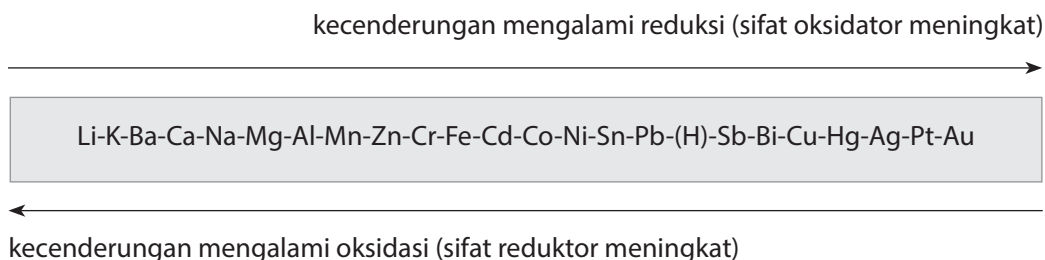 kecenderungan mengalami reduksi (sifat oksidator meningkat)
Li-K-Ba-Ca-Na-Mg-Al-Mn-Zn-Cr-Fe-Cd-Co-Ni-Sn-Pb-(H)-Sb-Bi-Cu-Hg-Ag-Pt-Au
kecenderungan mengalami oksidasi (sifat reduktor meningkat)